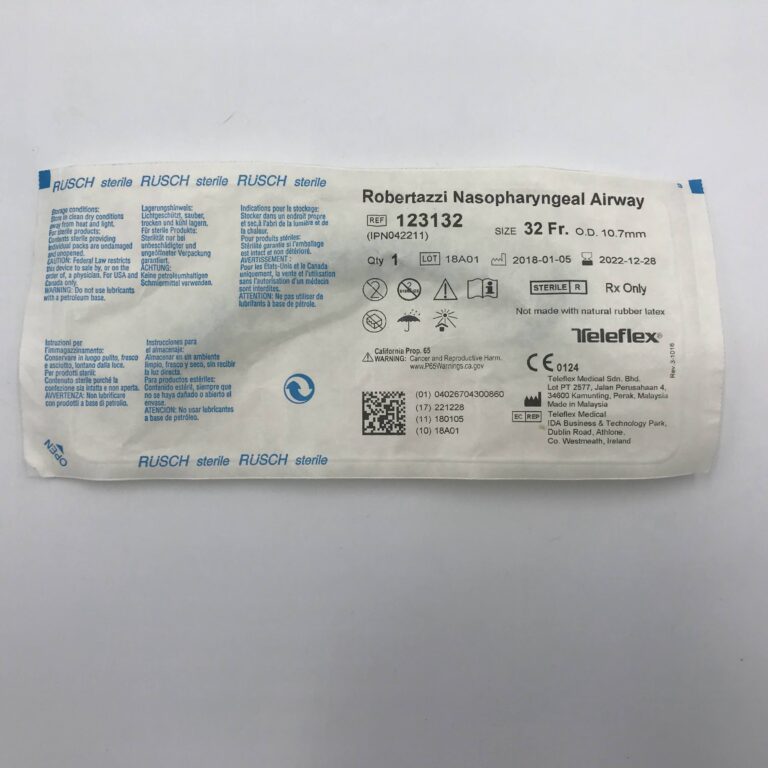 RUSCH sterile RUSCH sterile RUSCH sterile
Storage conditions:
Store in clean dry conditions
away from heat and light.
For sterile products:
Contents sterile providing
individual packs are undamaged
and unopened.
CAUTION: Federal Law restricts
this device to sale by, or on the
order of, a physician. For USA and
Canada only.
WARNING: Do not use lubricants
with a petroleum base.
Lagerungshinweis:
Lichtgeschützt, sauber,
trocken und kühl lagern.
Für sterile Produkte:
Sterilität nur bei
unbeschädigter und
ungeöffneter Verpackung
garantiert.
ACHTUNG:
Keine petroleumhaltigen
Schmiermittel verwenden.
Indications pour le stockage:
Stocker dans un endroit propre
et sec,à l'abri de la lumière et de
la chaleur.
Pour produits stériles:
Stérilité garantie si l'emballage
est intact et non détérioré.
AVERTISSEMENT :
Pour les Etats-Unis et le Canada
uniquement, la vente et l'utilisation
sans l'autorisation d'un médecin
sont interdites.
ATTENTION: Ne pas utiliser de
lubrifiants à base de pétrole.
Istruzioni per
l'immagazzinamento:
Conservare in luogo pulito, fresco
e asciotto, lontano dalla luce.
Per prodotti sterili:
Contenuto sterile purché la
confezione sia intatta e non aperta.
AVVERTENZA: Non lubrificare
con prodotti a base di petrolio.
Instrucciones para
el almacenaje:
Almacenar en un ambiente
limpio, fresco y seco, sin recibir
la luz directa.
Para productos estériles:
Contenido estéril, siempre que
no se haya dañado o abierto el
envase.
ATENCION: No usar lubricantes
a base de petróleo.
OPEN
RUSCH sterile RUSCH sterile
Robertazzi Nasopharyngeal Airway
REF 123132
(IPN042211)
SIZE 32 Fr. O.D. 10.7mm
Qty 1 LOT 18A01 2018-01-05 2022-12-28
STERILE R Rx Only
Not made with natural rubber latex
Teleflex®
California Prop. 65
WARNING: Cancer and Reproductive Harm.
www.P65Warnings.ca.gov
CE 0124
Teleflex Medical Sdn. Bhd.
Lot PT 2577, Jalan Perusahaan 4,
34600 Kamunting, Perak, Malaysia
Made in Malaysia
EC REP Teleflex Medical
IDA Business & Technology Park,
Dublin Road, Athlone.
Co. Westmeath, Ireland
(01) 04026704300860
(17) 221228
(11) 180105
(10) 18A01